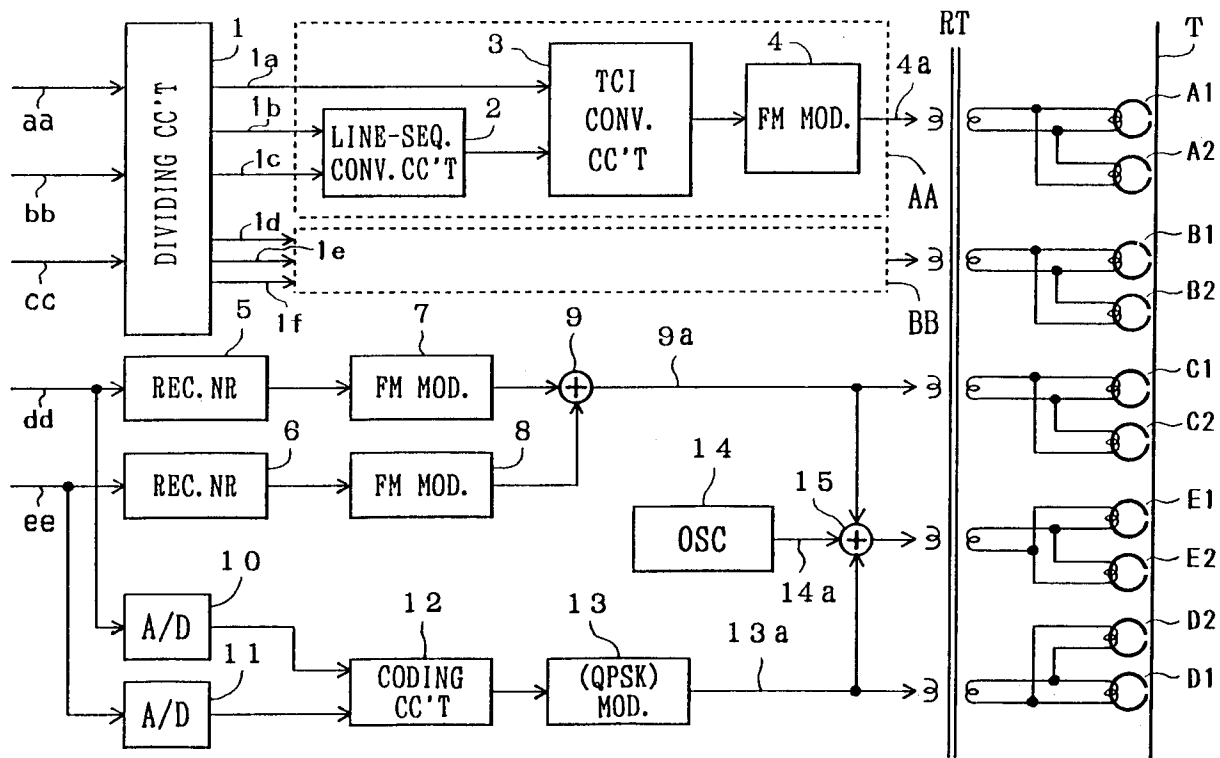 RT
T
1
1a
3
4
TCI
CONV.
CC'T
FM MOD.
4a
A1
aa
1b
LINE-SEQ.
CONV. CC'T
2
A2
DIVIDING CC'T
1c
bb
AA
1d
B1
1e
cc
1f
BB
B2
5
7
9
9a
REC. NR
FM MOD.
C1
dd
6
8
C2
REC. NR
FM MOD.
14
15
E1
ee
OSC
14a
E2
10
12
13
13a
D2
A/D
11
CODING
CC'T
(QPSK)
MOD.
D1
A/D